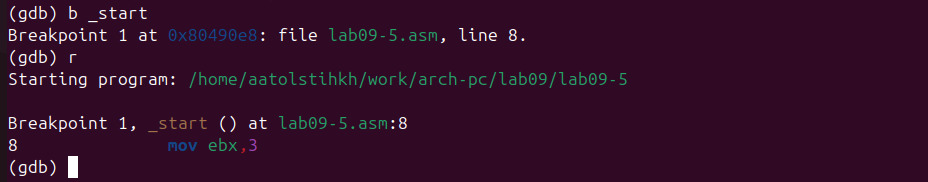 (gdb) b _start
Breakpoint 1 at 0x80490e8: file lab09-5.asm, line 8.
(gdb) r
Starting program: /home/aatolstihkh/work/arch-pc/lab09/lab09-5
Breakpoint 1, _start () at lab09-5.asm:8
8 mov ebx,3
(gdb)